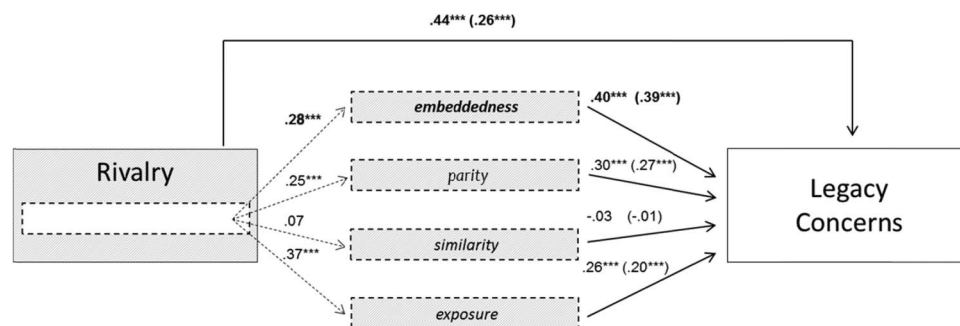 .44*** (.26***)
embeddedness
.40*** (.39***)
.28***
Rivalry
.30*** (.27***)
parity
.25***
Legacy
Concerns
.07
-.03 (-.01)
similarity
.37***
.26*** (.20***)
exposure